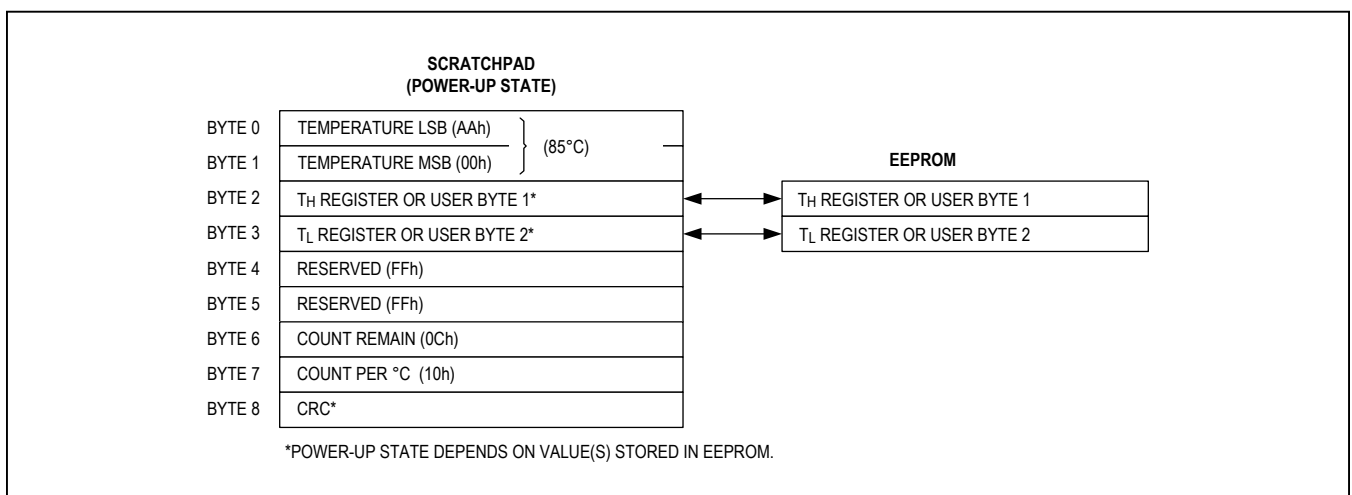 SCRATCHPAD
(POWER-UP STATE)
BYTE 0 TEMPERATURE LSB (AAh)
(85°C)
BYTE 1 TEMPERATURE MSB (00h)
EEPROM
BYTE 2 TH REGISTER OR USER BYTE 1* TH REGISTER OR USER BYTE 1
BYTE 3 TL REGISTER OR USER BYTE 2* TL REGISTER OR USER BYTE 2
BYTE 4 RESERVED (FFh)
BYTE 5 RESERVED (FFh)
BYTE 6 COUNT REMAIN (0Ch)
BYTE 7 COUNT PER °C (10h)
BYTE 8 CRC*
*POWER-UP STATE DEPENDS ON VALUE(S) STORED IN EEPROM.